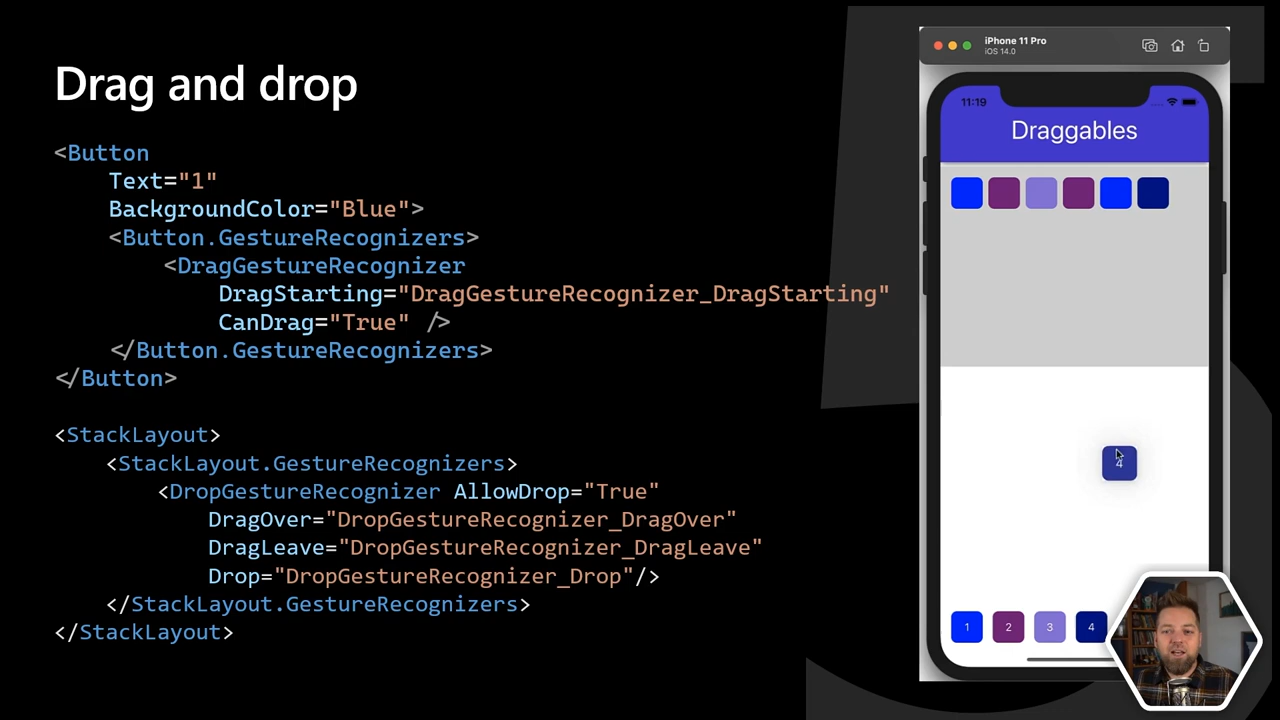 Drag and drop
<Button
Text="1"
BackgroundColor="Blue">
<Button.GestureRecognizers>
<DragGestureRecognizer
DragStarting="DragGestureRecognizer_DragStarting"
CanDrag="True" />
</Button.GestureRecognizers>
</Button>
<StackLayout>
<StackLayout.GestureRecognizers>
<DropGestureRecognizer AllowDrop="True"
DragOver="DropGestureRecognizer_DragOver"
DragLeave="DropGestureRecognizer_DragLeave"
Drop="DropGestureRecognizer_Drop"/>
</StackLayout.GestureRecognizers>
</StackLayout>
iPhone 11 Pro
iOS 14.0
11:19
Draggables
4
1 2 3 4